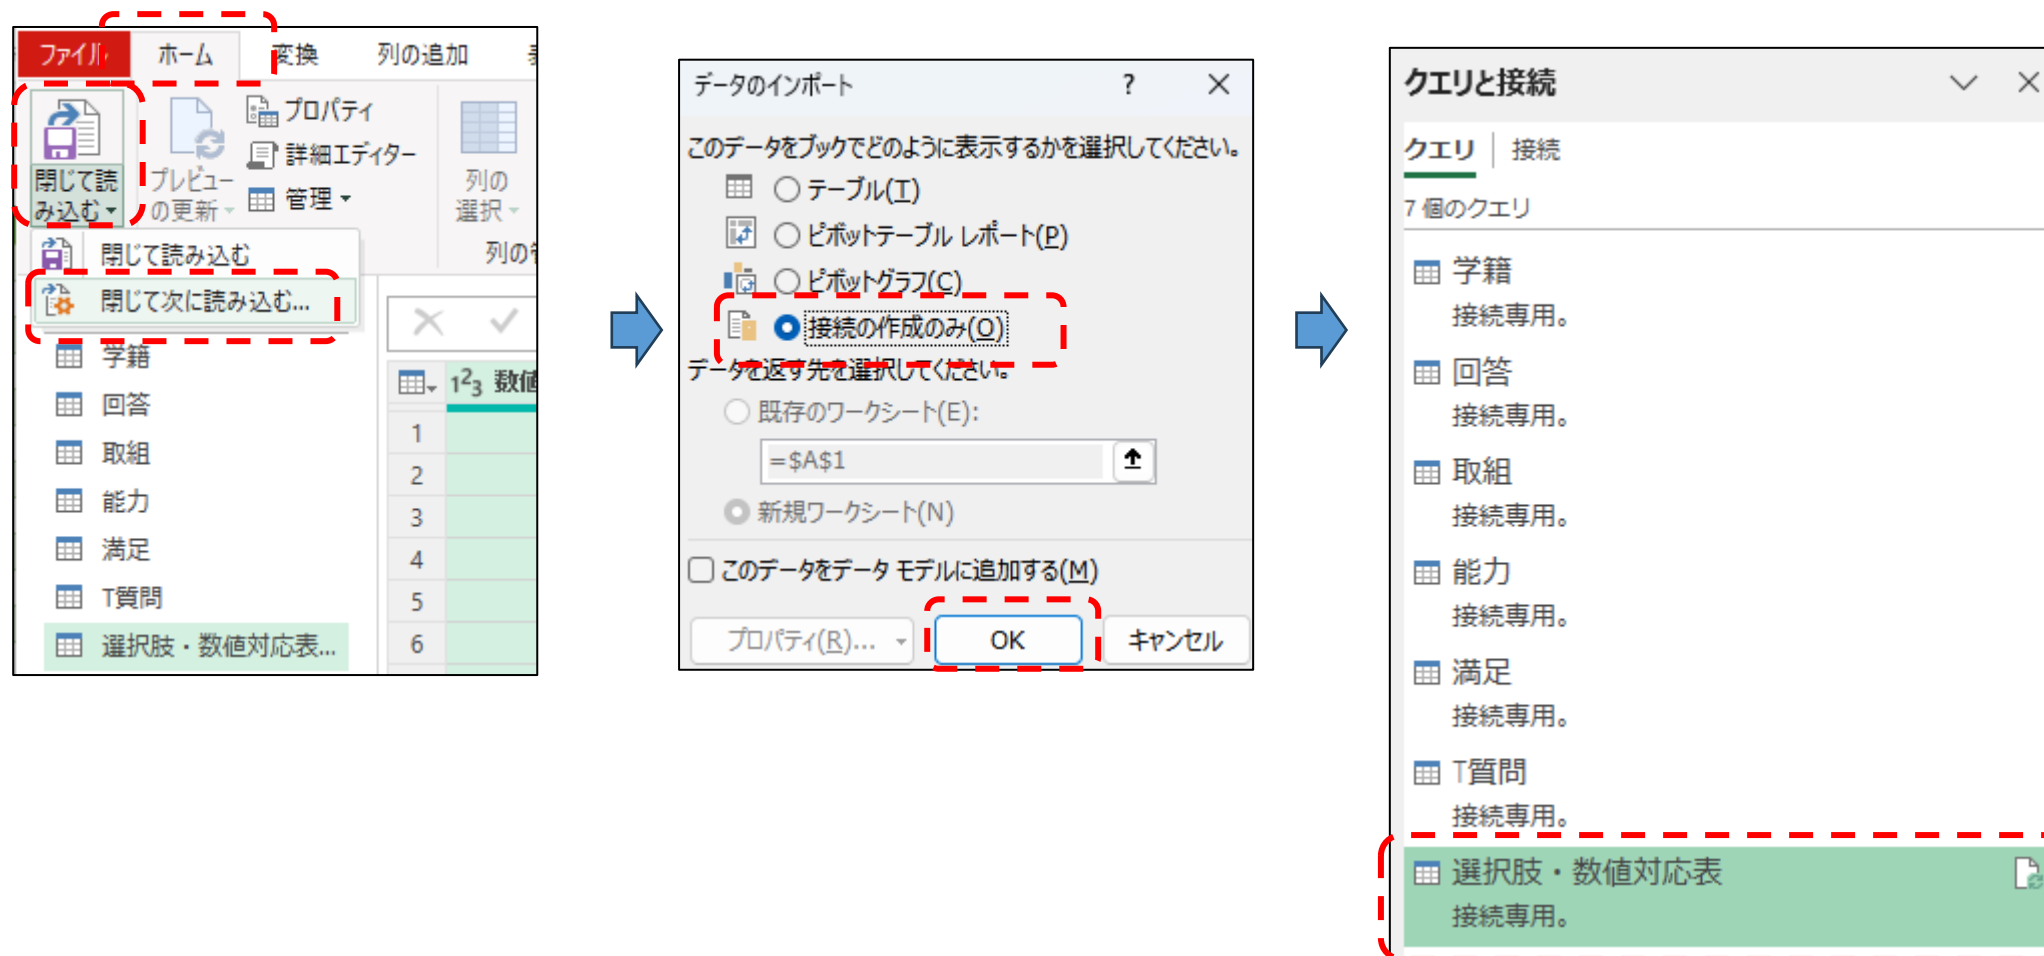 ファイル ホーム 変換 列の追加
閉じて読み込む
プレビューの更新
プロパティ
詳細エディター
管理
列の選択
閉じて読み込む
閉じて次に読み込む...
学籍
回答
取組
能力
満足
T質問
選択肢・数値対応表...
1²₃ 数値
1
2
3
4
5
6
データのインポート ?
このデータをブックでどのように表示するかを選択してください。
テーブル(T)
ピボットテーブル レポート(P)
ピボットグラフ(C)
接続の作成のみ(O)
データを返す先を選択してください。
既存のワークシート(E):
=$A$1
新規ワークシート(N)
このデータをデータ モデルに追加する(M)
プロパティ(R)... OK キャンセル
クエリと接続
クエリ | 接続
7 個のクエリ
学籍
接続専用。
回答
接続専用。
取組
接続専用。
能力
接続専用。
満足
接続専用。
T質問
接続専用。
選択肢・数値対応表
接続専用。